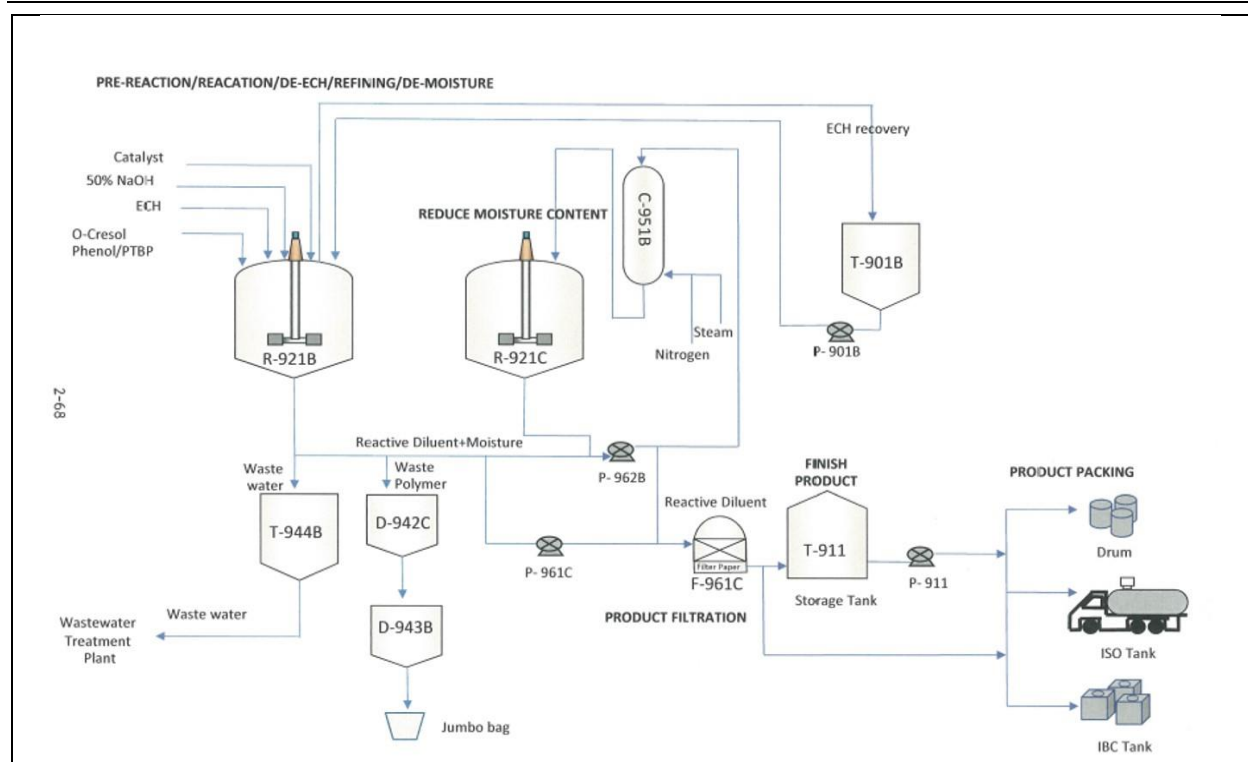 PRE-REACTION/REACATION/DE-ECH/REFINING/DE-MOISTURE
ECH recovery
Catalyst
50% NaOH
ECH
O-Cresol
Phenol/PTBP
REDUCE MOISTURE CONTENT
C-951B
T-901B
R-921B
R-921C
Steam
Nitrogen
P- 901B
2-68
Reactive Diluent+Moisture
Waste
water
Waste
Polymer
P- 962B
FINISH
PRODUCT
PRODUCT PACKING
Reactive Diluent
T-944B
D-942C
P- 961C
Filter Paper
F-961C
T-911
P- 911
Drum
Storage Tank
PRODUCT FILTRATION
Waste water
Wastewater
Treatment
Plant
D-943B
ISO Tank
Jumbo bag
IBC Tank